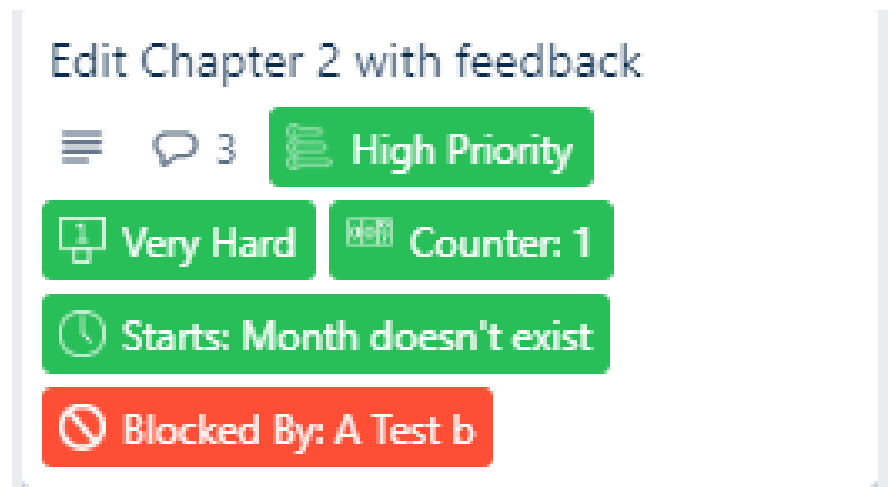 Edit Chapter 2 with feedback
3 High Priority
Very Hard Counter: 1
Starts: Month doesn't exist
Blocked By: A Test b